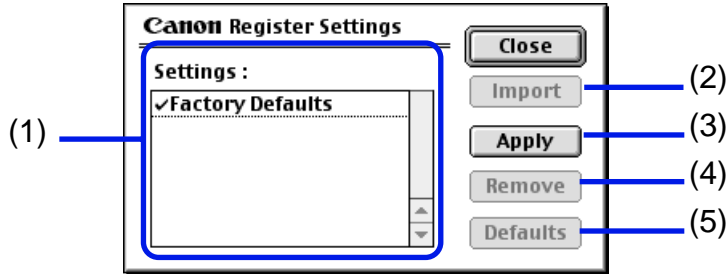 Canon Register Settings
Settings :
✓Factory Defaults
Close
Import
Apply
Remove
Defaults
(1)
(2)
(3)
(4)
(5)